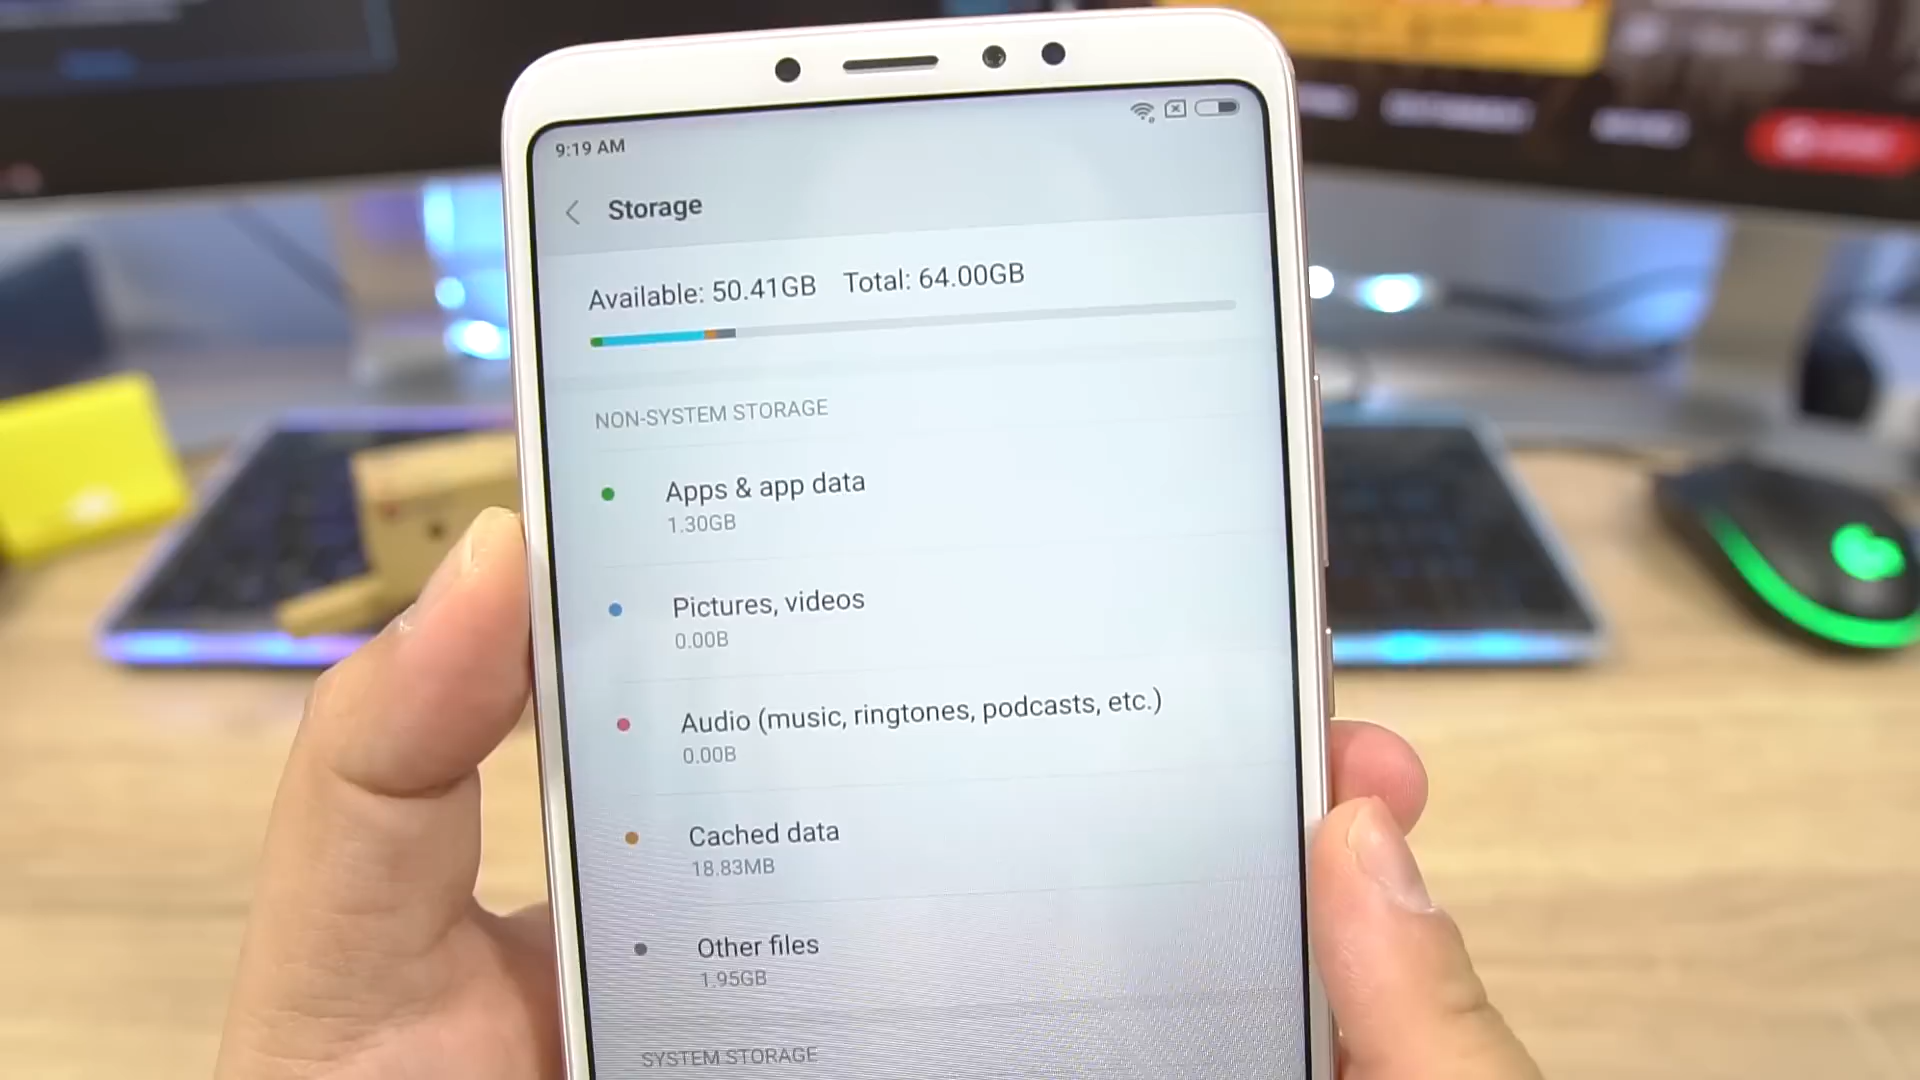 9:19 AM
Storage
Available: 50.41GB Total: 64.00GB
NON-SYSTEM STORAGE
Apps & app data
1.30GB
Pictures, videos
0.00B
Audio (music, ringtones, podcasts, etc.)
0.00B
Cached data
18.83MB
Other files
1.95GB
SYSTEM STORAGE